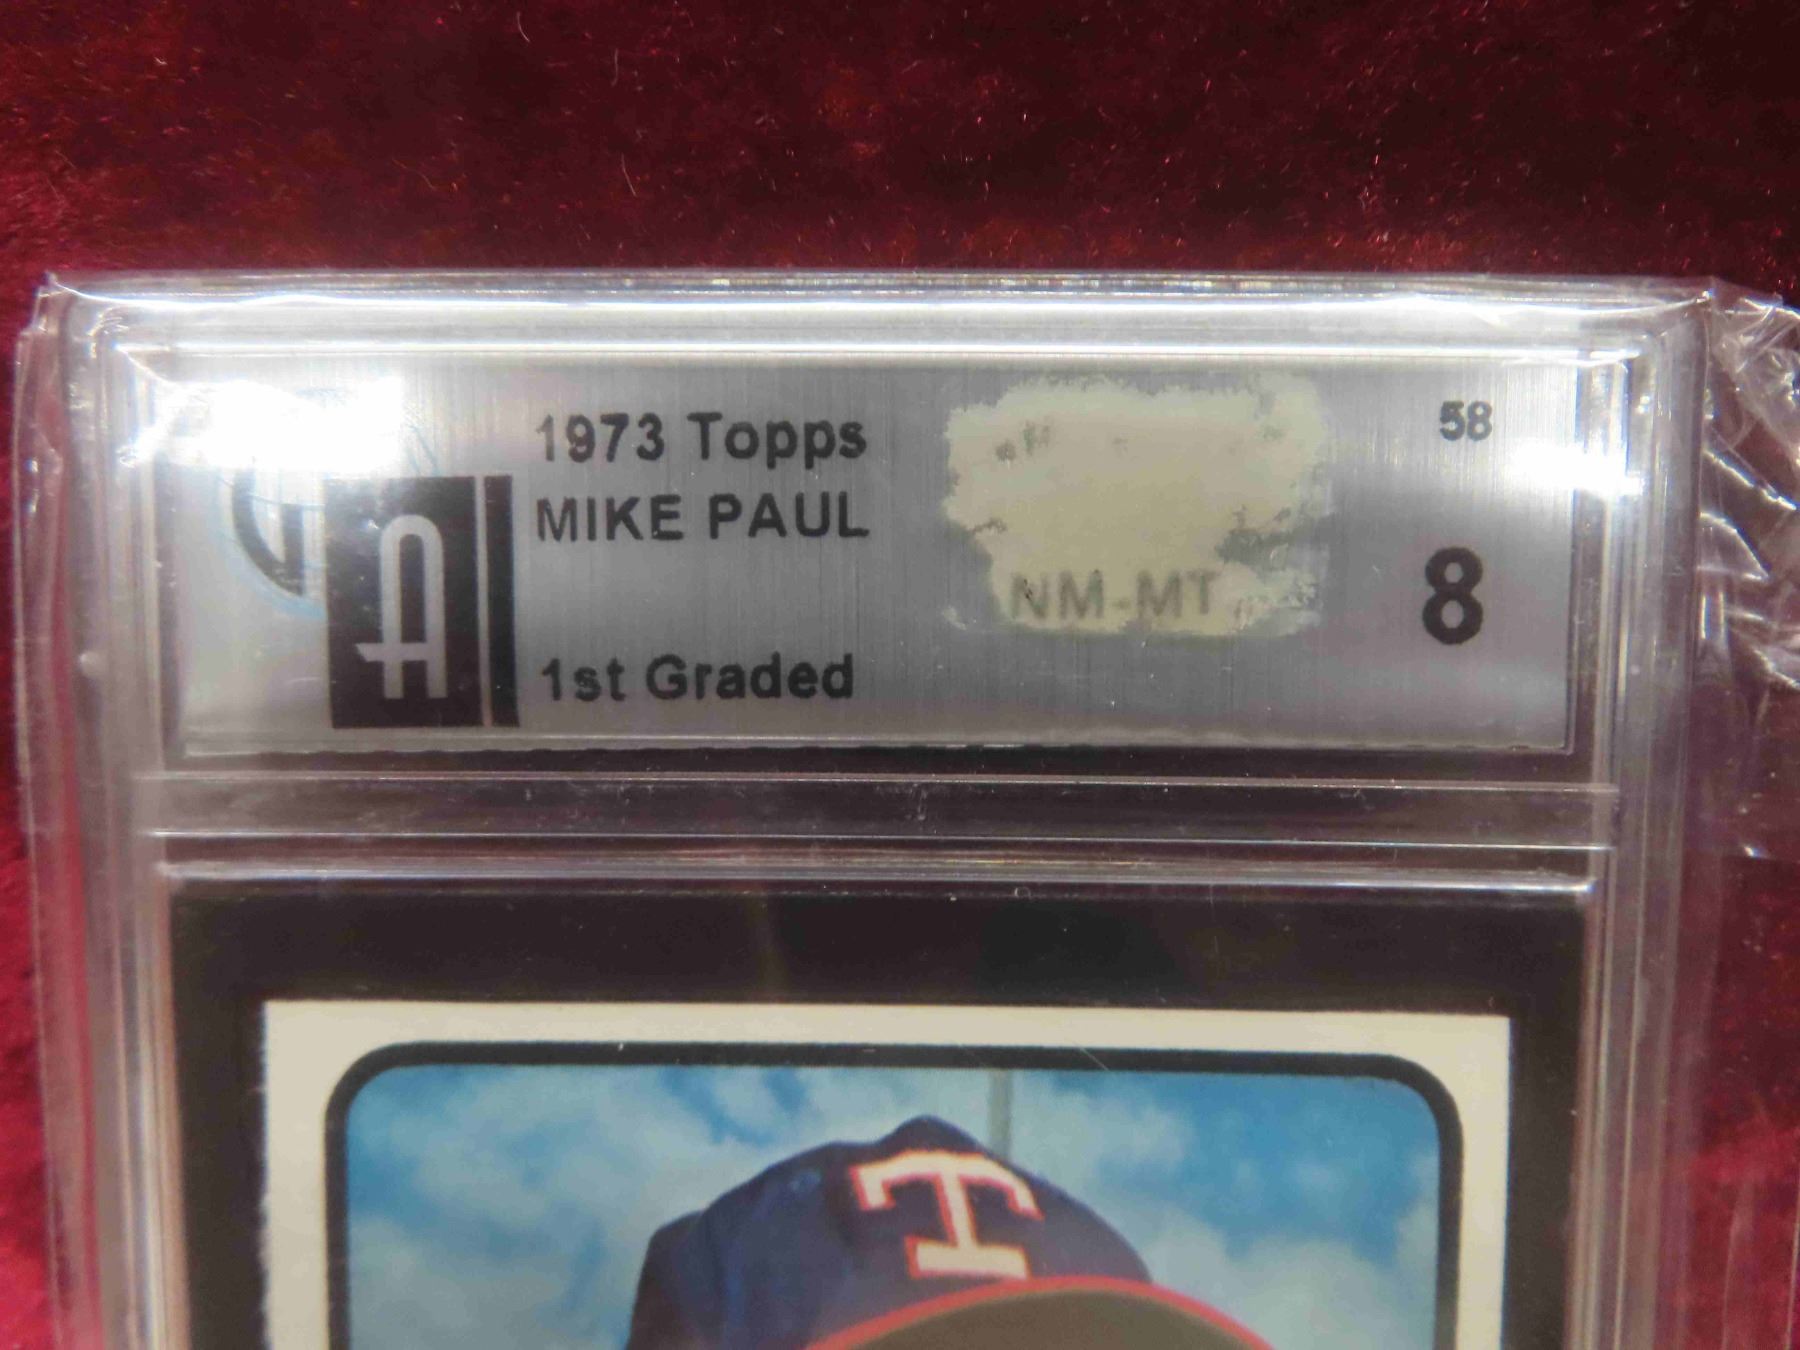 1973 Topps
MIKE PAUL
1st Graded
NM-MT
58
8
A
T